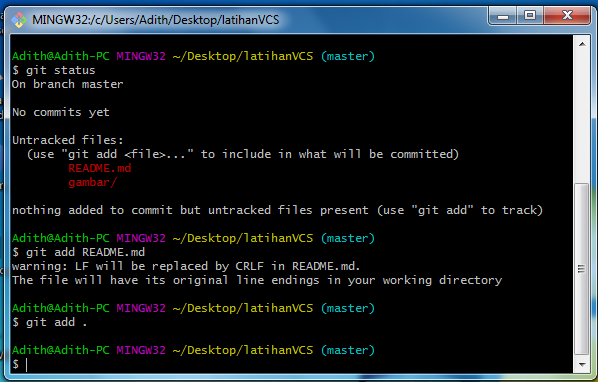 MINGW32:/c/Users/Adith/Desktop/latihanVCS
Adith@Adith-PC MINGW32 ~/Desktop/latihanVCS (master)
$ git status
On branch master
No commits yet
Untracked files:
(use "git add <file>..." to include in what will be committed)
README.md
gambar/
nothing added to commit but untracked files present (use "git add" to track)
Adith@Adith-PC MINGW32 ~/Desktop/latihanVCS (master)
$ git add README.md
warning: LF will be replaced by CRLF in README.md.
The file will have its original line endings in your working directory
Adith@Adith-PC MINGW32 ~/Desktop/latihanVCS (master)
$ git add .
Adith@Adith-PC MINGW32 ~/Desktop/latihanVCS (master)
$